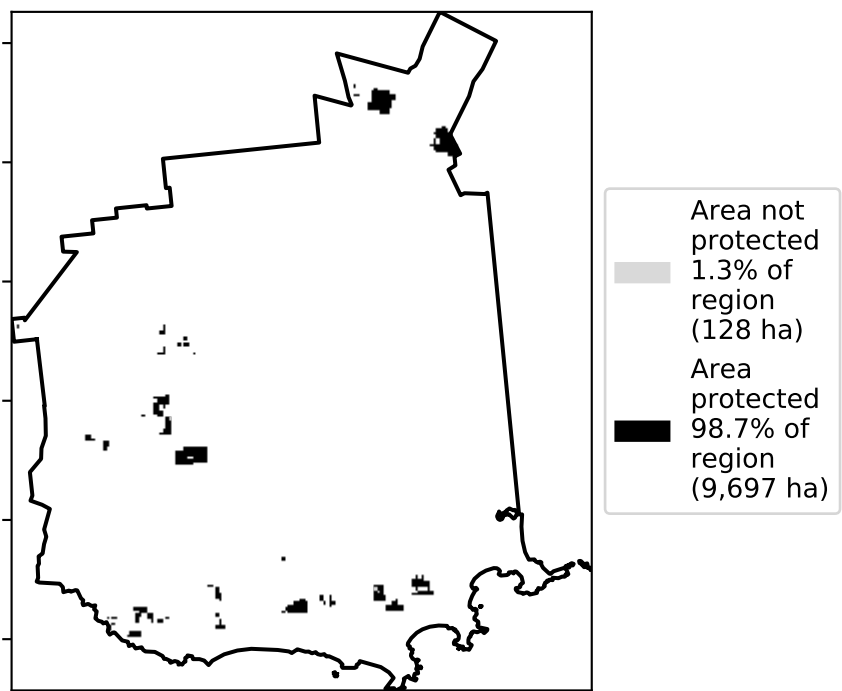 Area not
protected
1.3% of
region
(128 ha)
Area
protected
98.7% of
region
(9,697 ha)